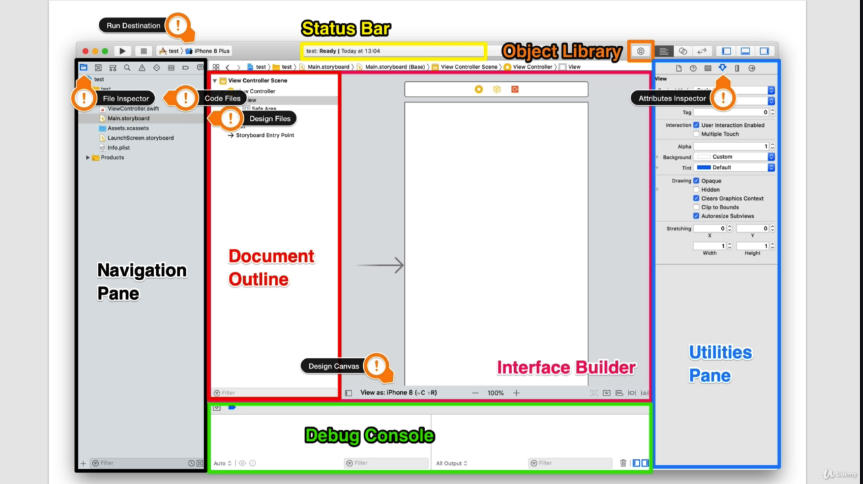 Status Bar
Run Destination
test
iPhone 8 Plus
test: Ready | Today at 13:04
Object Library
test
test
Main.storyboard
Main.storyboard (Base)
View Controller Scene
View Controller
View
test
File Inspector
Code Files
ViewController.swift
Main.storyboard
Design Files
Assets.xcassets
LaunchScreen.storyboard
Info.plist
Products
Navigation
Pane
Filter
View Controller Scene
Safe Area
Storyboard Entry Point
Document
Outline
Filter
Design Canvas
Interface Builder
View as: iPhone 8
100%
Debug Console
Auto
Filter
All Output
Filter
View
Attributes Inspector
Tag 0
Interaction User Interaction Enabled
Multiple Touch
Alpha 1
Background Custom
Tint Default
Drawing Opaque
Hidden
Clears Graphics Context
Clip to Bounds
Autoresize Subviews
Stretching 0 0
X Y
1 1
Width Height
Utilities
Pane